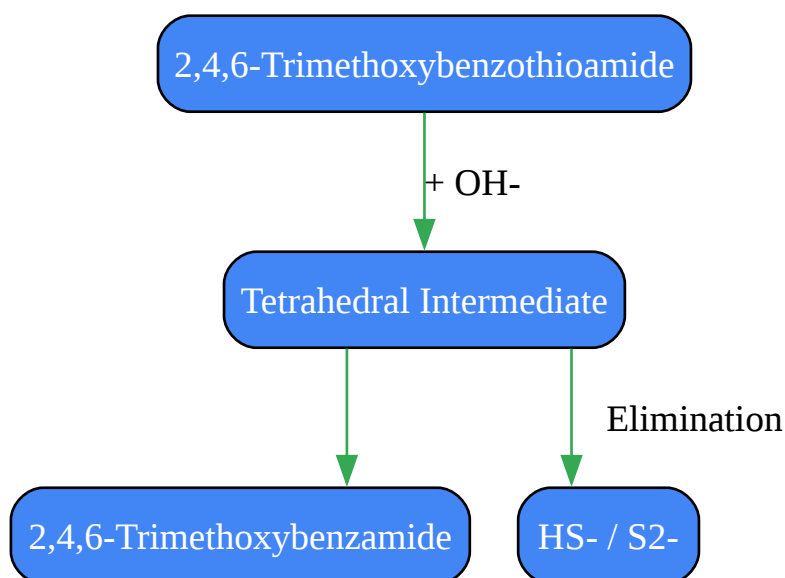 2,4,6-Trimethoxybenzothioamide
+ OH-
Tetrahedral Intermediate
Elimination
2,4,6-Trimethoxybenzamide
HS- / S2-